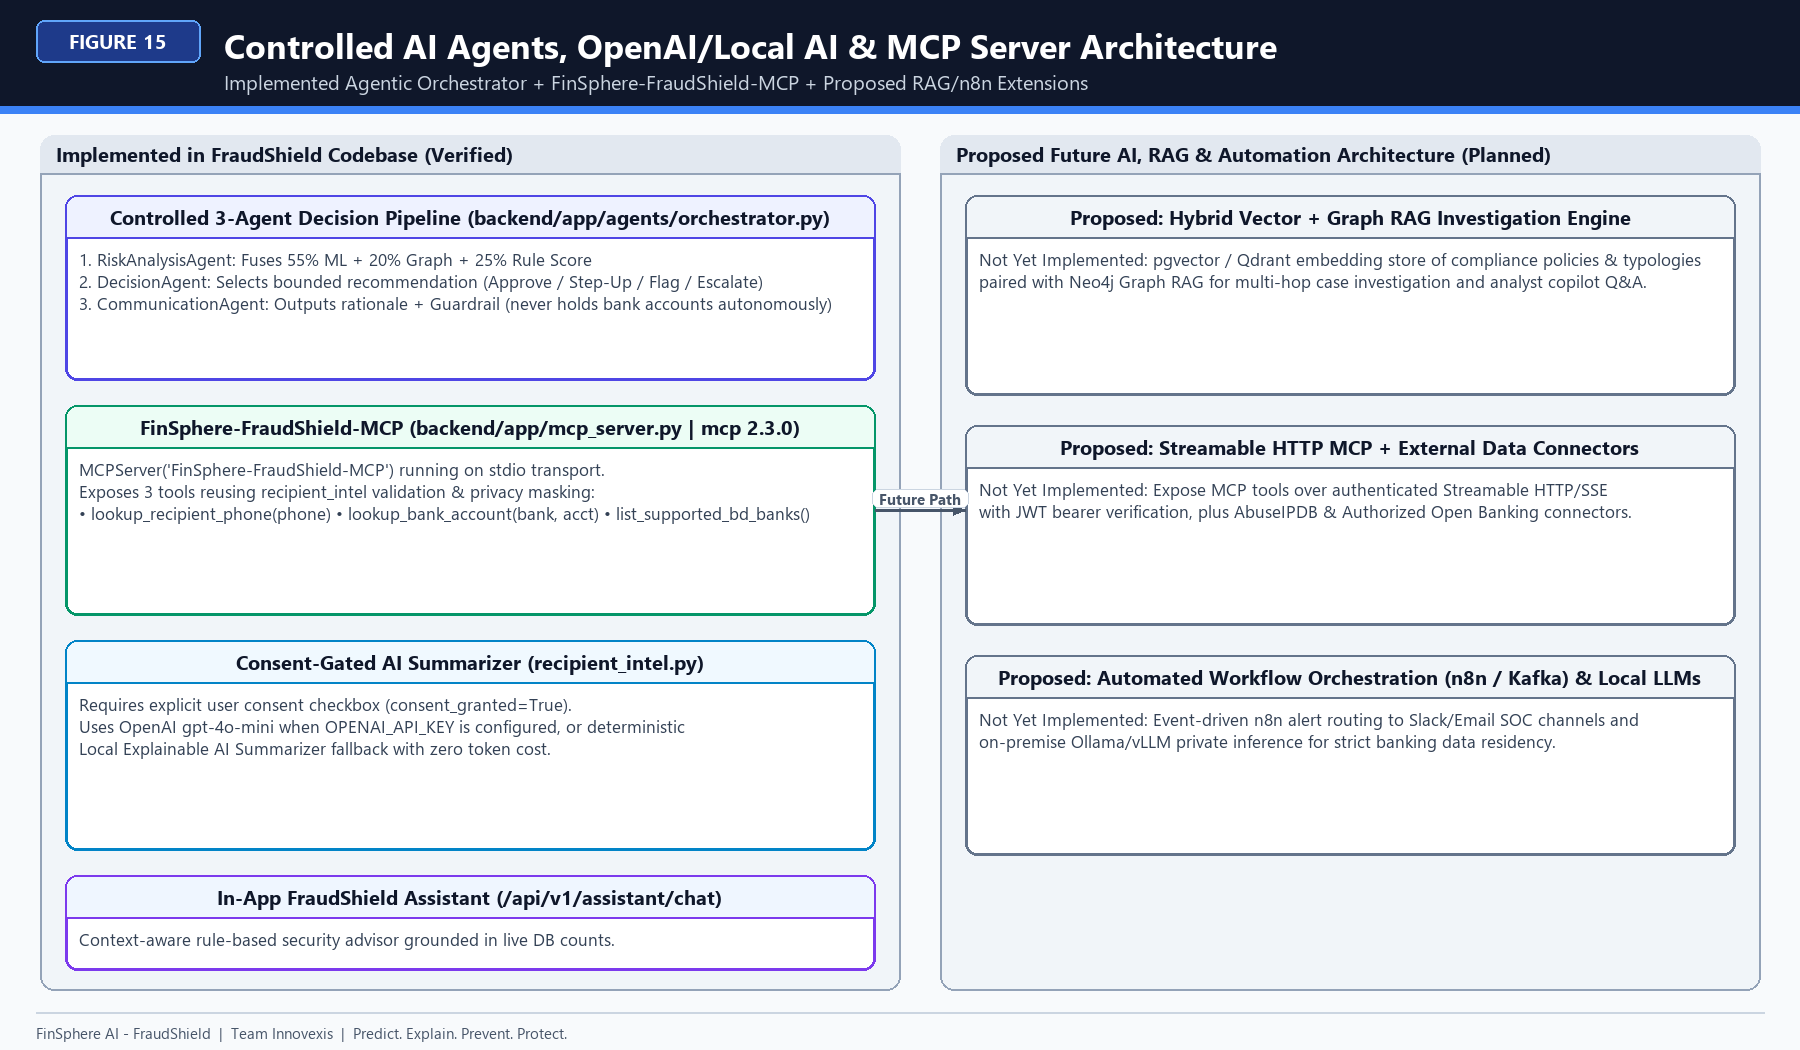 FIGURE 15
Controlled AI Agents, OpenAI/Local AI & MCP Server Architecture
Implemented Agentic Orchestrator + FinSphere-FraudShield-MCP + Proposed RAG/n8n Extensions
Implemented in FraudShield Codebase (Verified)
Controlled 3-Agent Decision Pipeline (backend/app/agents/orchestrator.py)
1. RiskAnalysisAgent: Fuses 55% ML + 20% Graph + 25% Rule Score
2. DecisionAgent: Selects bounded recommendation (Approve / Step-Up / Flag / Escalate)
3. CommunicationAgent: Outputs rationale + Guardrail (never holds bank accounts autonomously)
FinSphere-FraudShield-MCP (backend/app/mcp_server.py | mcp 2.3.0)
MCPServer('FinSphere-FraudShield-MCP') running on stdio transport.
Exposes 3 tools reusing recipient_intel validation & privacy masking:
• lookup_recipient_phone(phone) • lookup_bank_account(bank, acct) • list_supported_bd_banks()
Consent-Gated AI Summarizer (recipient_intel.py)
Requires explicit user consent checkbox (consent_granted=True).
Uses OpenAI gpt-4o-mini when OPENAI_API_KEY is configured, or deterministic
Local Explainable AI Summarizer fallback with zero token cost.
In-App FraudShield Assistant (/api/v1/assistant/chat)
Context-aware rule-based security advisor grounded in live DB counts.
Future Path
Proposed Future AI, RAG & Automation Architecture (Planned)
Proposed: Hybrid Vector + Graph RAG Investigation Engine
Not Yet Implemented: pgvector / Qdrant embedding store of compliance policies & typologies
paired with Neo4j Graph RAG for multi-hop case investigation and analyst copilot Q&A.
Proposed: Streamable HTTP MCP + External Data Connectors
Not Yet Implemented: Expose MCP tools over authenticated Streamable HTTP/SSE
with JWT bearer verification, plus AbuseIPDB & Authorized Open Banking connectors.
Proposed: Automated Workflow Orchestration (n8n / Kafka) & Local LLMs
Not Yet Implemented: Event-driven n8n alert routing to Slack/Email SOC channels and
on-premise Ollama/vLLM private inference for strict banking data residency.
FinSphere AI - FraudShield | Team Innovexis | Predict. Explain. Prevent. Protect.